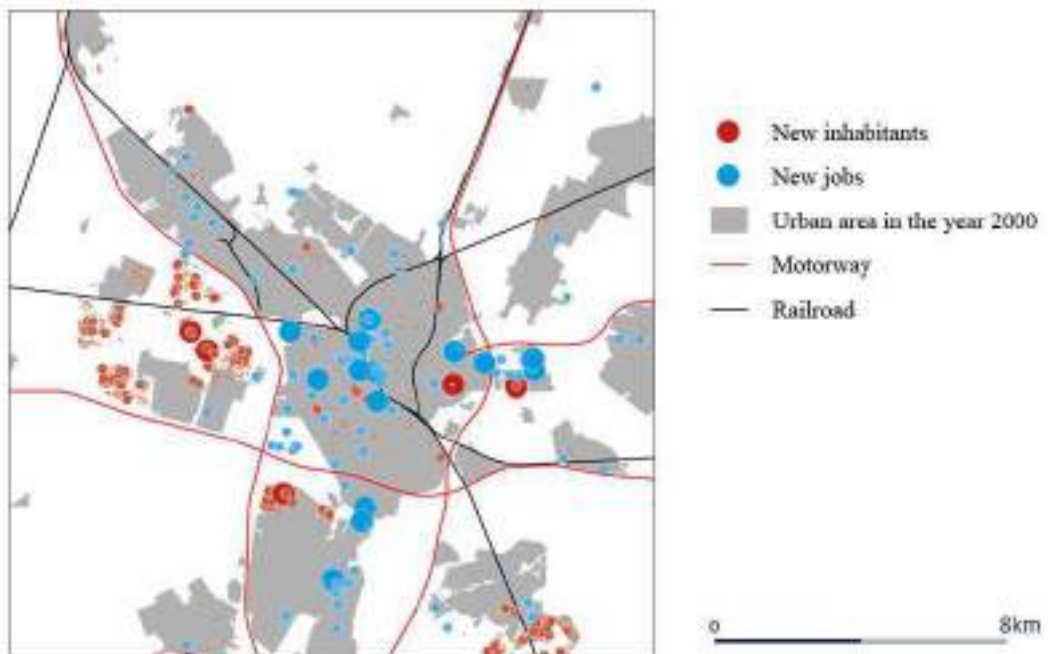 New inhabitants
New jobs
Urban area in the year 2000
Motorway
Railroad
0 8km